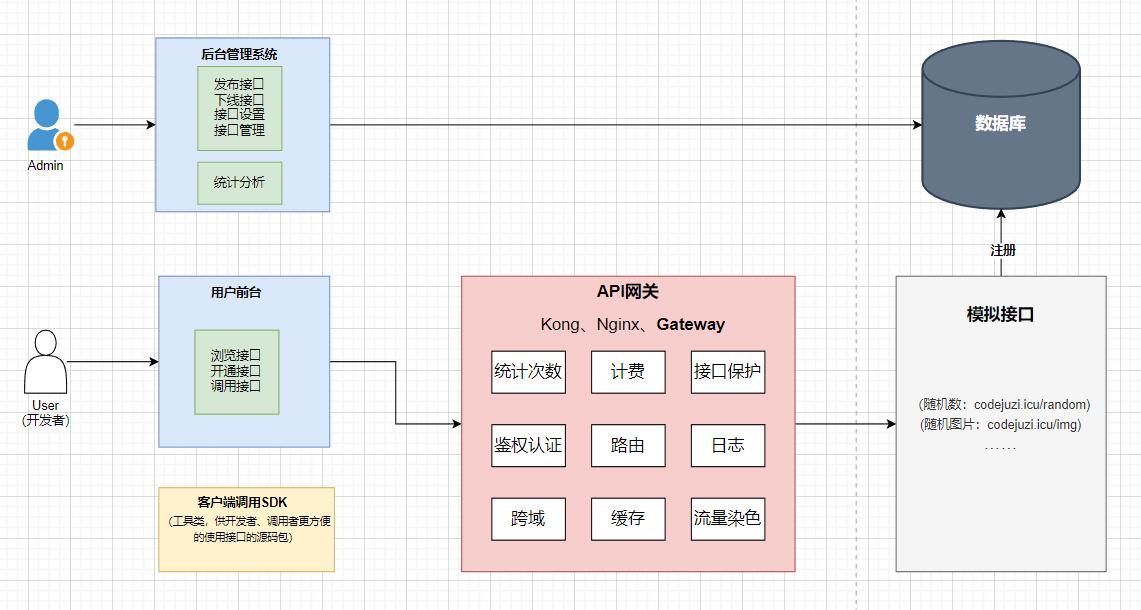 后台管理系统
发布接口
下线接口
接口设置
接口管理
统计分析
Admin
数据库
注册
用户前台
浏览接口
开通接口
调用接口
User
(开发者)
客户端调用SDK
(工具类，供开发者、调用者更方便
的使用接口的源码包)
API网关
Kong、Nginx、Gateway
统计次数
计费
接口保护
鉴权认证
路由
日志
跨域
缓存
流量染色
模拟接口
(随机数：codejuzi.icu/random)
(随机图片：codejuzi.icu/img)
······